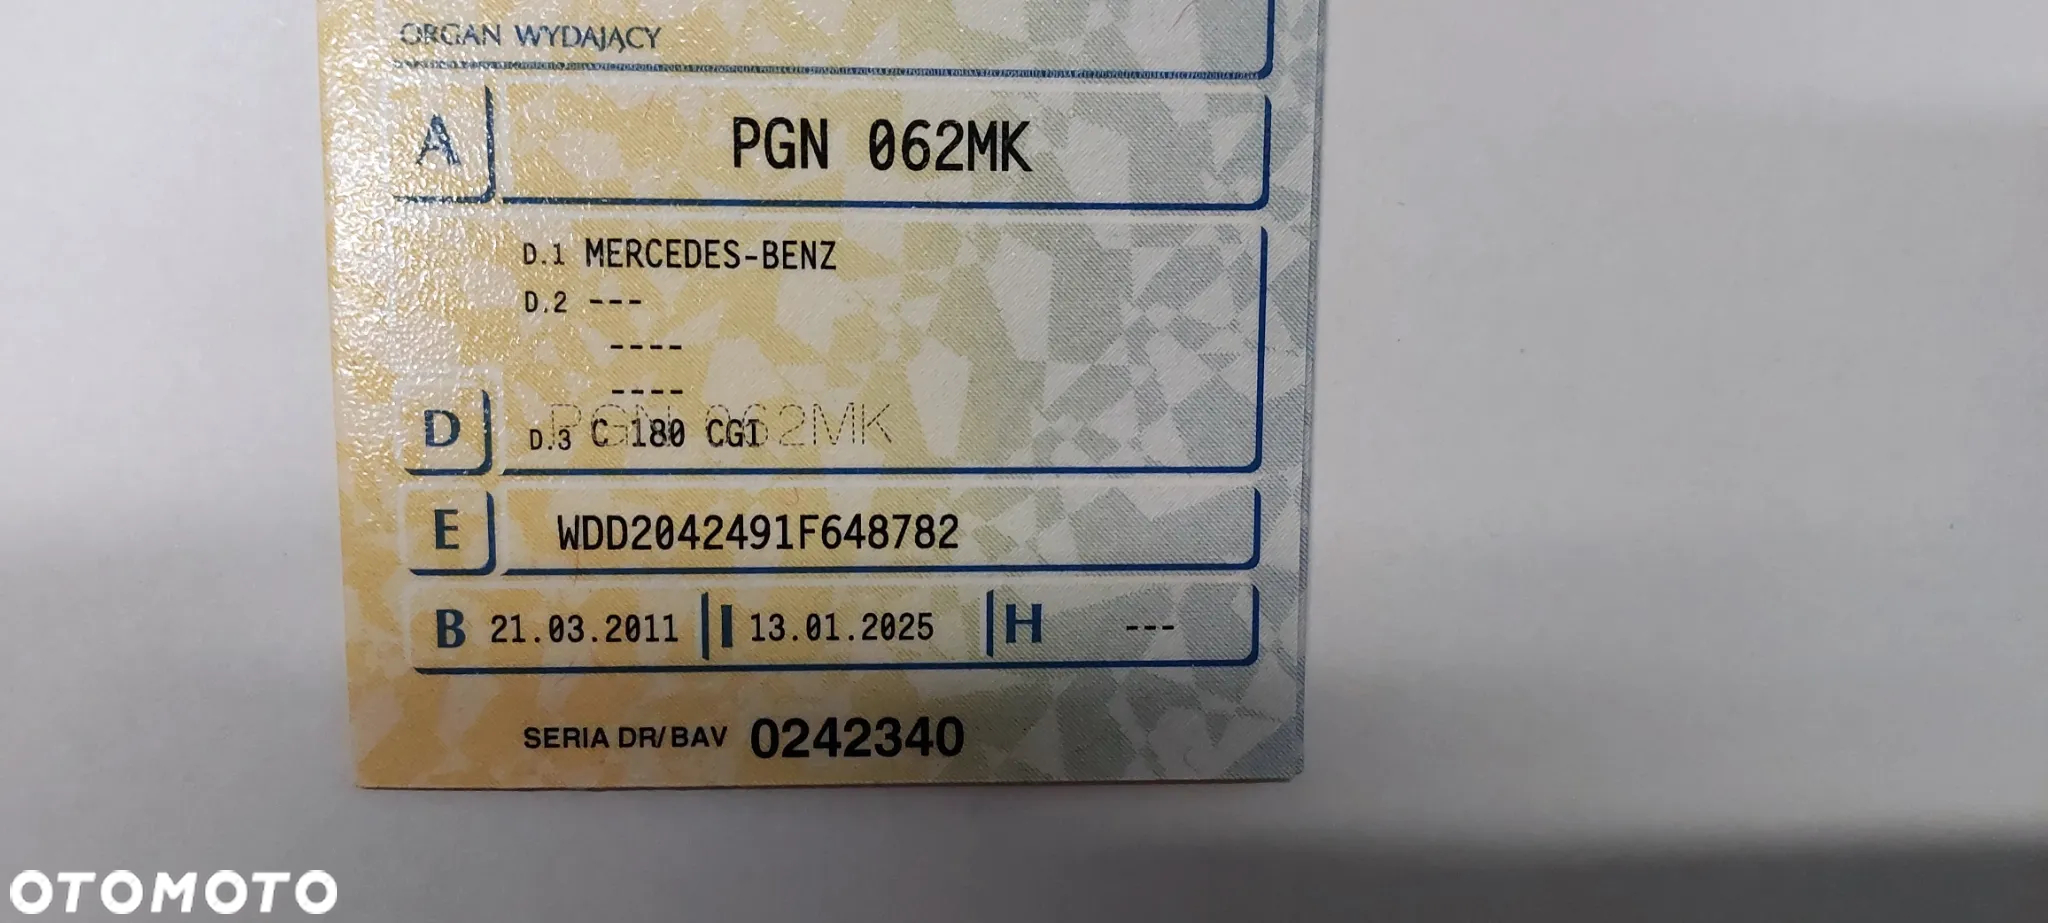 ORGAN WYDAJĄCY
A PGN 062MK
D.1 MERCEDES-BENZ
D.2 ---
----
----
PGN 062MK
D D.3 C 180 CGI
E WDD2042491F648782
B 21.03.2011 I 13.01.2025 H ---
SERIA DR/BAV 0242340
OTOMOTO